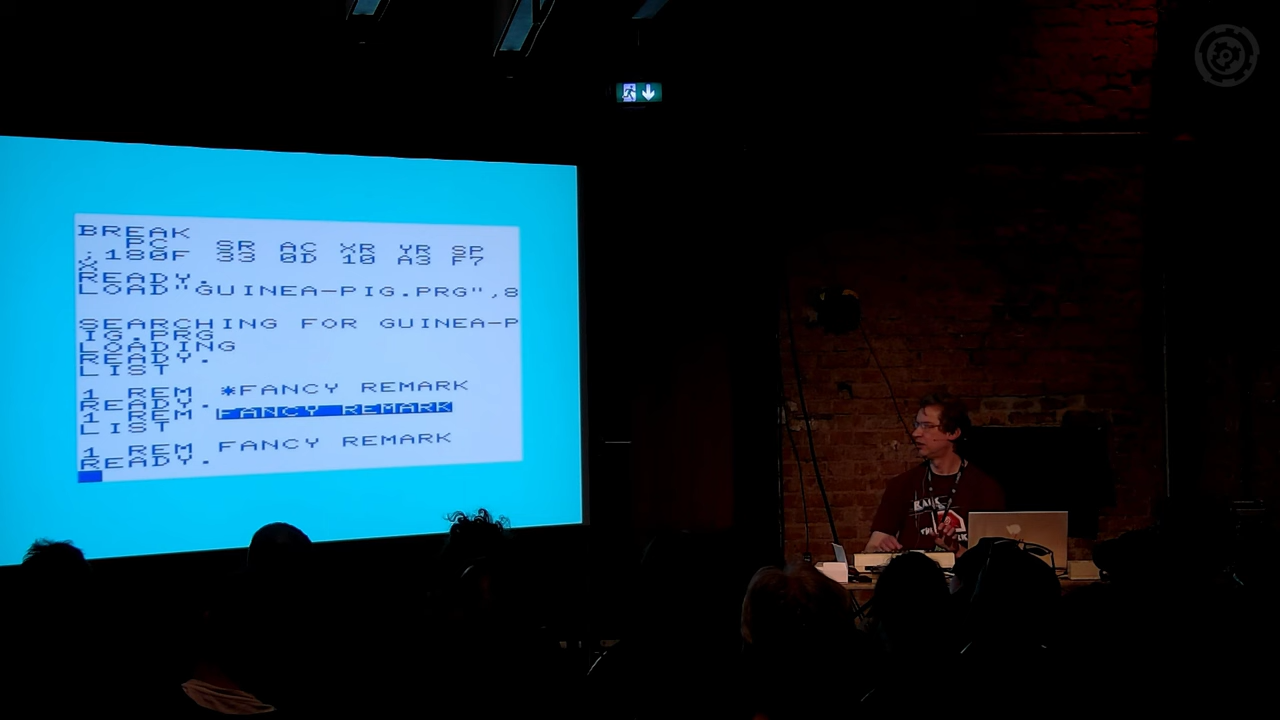 BREAK
PC SR AC XR YR SP
.;180F 33 0D 10 A3 F7
X
READY.
LOAD"GUINEA-PIG.PRG",8
SEARCHING FOR GUINEA-P
IG.PRG
LOADING
READY.
LIST
1 REM *FANCY REMARK
READY.
1 REM FANCY REMARK
LIST
1 REM FANCY REMARK
READY.